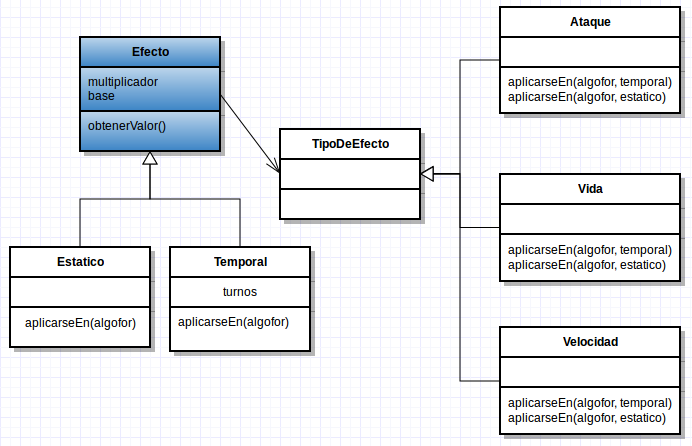 Efecto
multiplicador
base
obtenerValor()
TipoDeEfecto
Estatico
aplicarseEn(algofor)
Temporal
turnos
aplicarseEn(algofor)
Ataque
aplicarseEn(algofor, temporal)
aplicarseEn(algofor, estatico)
Vida
aplicarseEn(algofor, temporal)
aplicarseEn(algofor, estatico)
Velocidad
aplicarseEn(algofor, temporal)
aplicarseEn(algofor, estatico)